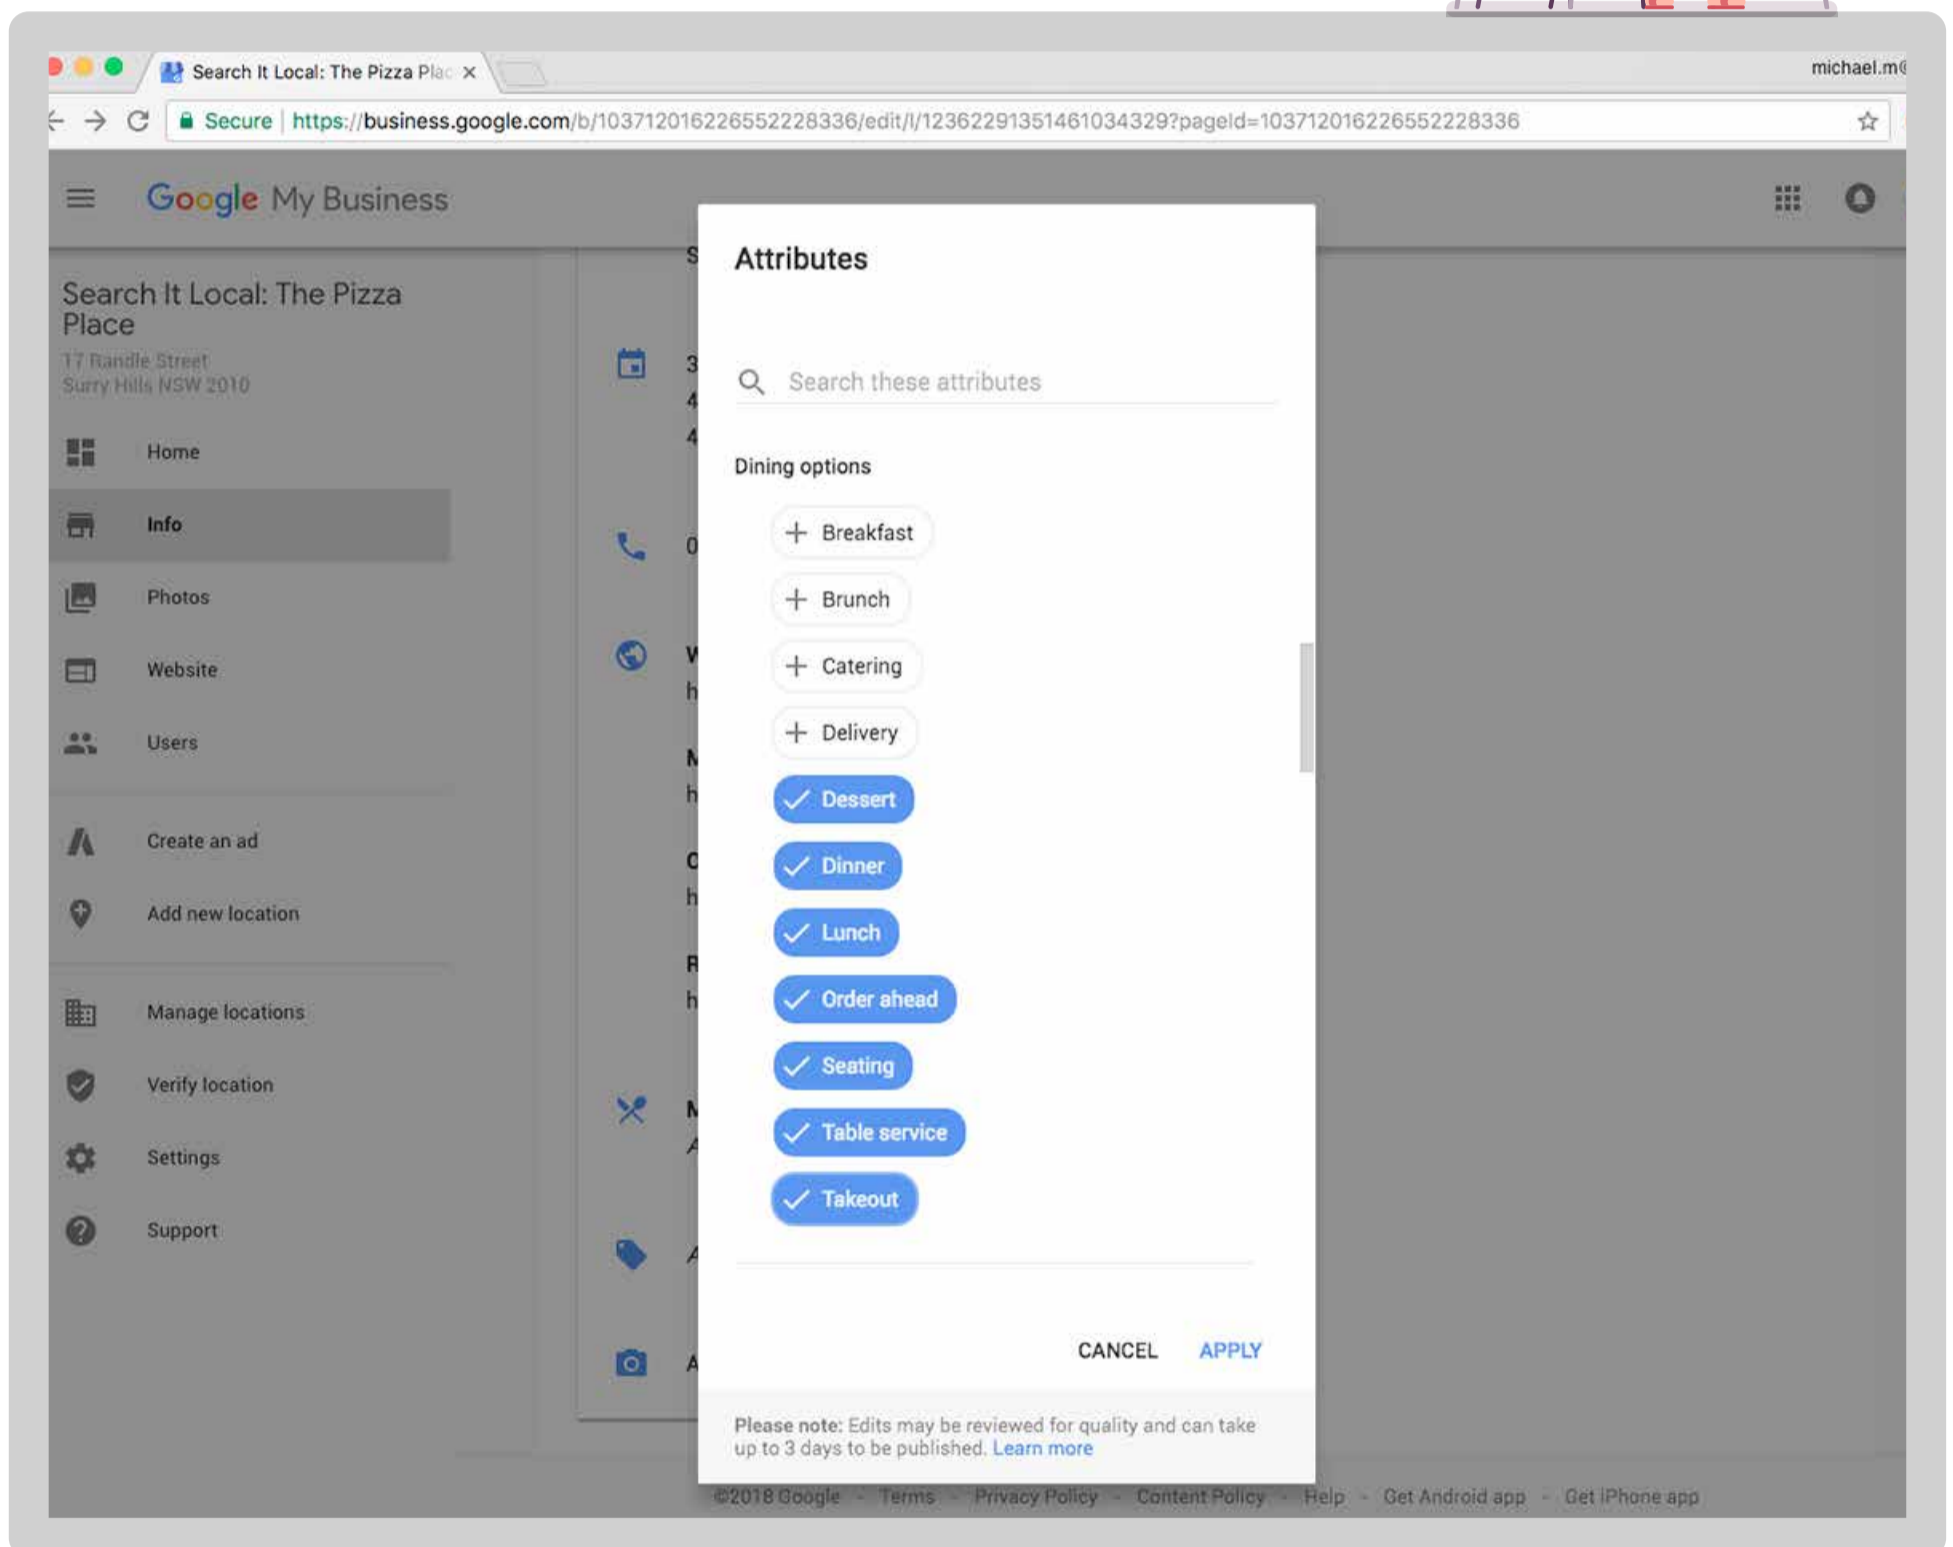 Search It Local: The Pizza Plac
michael.m
Secure | https://business.google.com/b/103712016226552228336/edit/l/12362291351461034329?pageId=103712016226552228336
Google My Business
Search It Local: The Pizza
Place
17 Randle Street
Surry Hills NSW 2010
Home
Info
Photos
Website
Users
Create an ad
Add new location
Manage locations
Verify location
Settings
Support
Attributes
Search these attributes
Dining options
Breakfast
Brunch
Catering
Delivery
Dessert
Dinner
Lunch
Order ahead
Seating
Table service
Takeout
CANCEL APPLY
Please note: Edits may be reviewed for quality and can take
up to 3 days to be published. Learn more
©2018 Google - Terms - Privacy Policy - Content Policy - Help - Get Android app - Get iPhone app